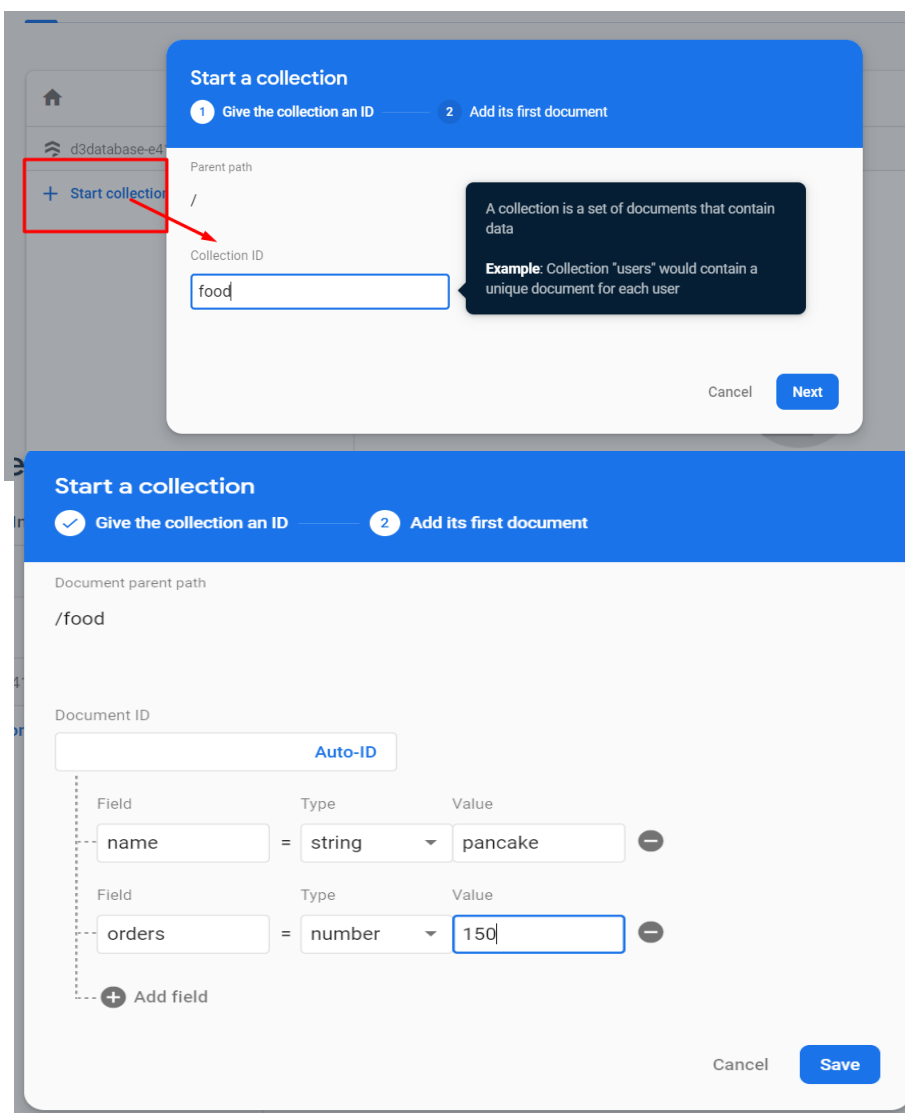 Start a collection
1 Give the collection an ID 2 Add its first document
d3database-e4
+ Start collection
Parent path
/
A collection is a set of documents that contain
data
Example: Collection "users" would contain a
unique document for each user
Collection ID
food
Cancel Next
Start a collection
Give the collection an ID 2 Add its first document
Document parent path
/food
Document ID
Auto-ID
Field Type Value
name = string pancake
Field Type Value
orders = number 150
Add field
Cancel Save